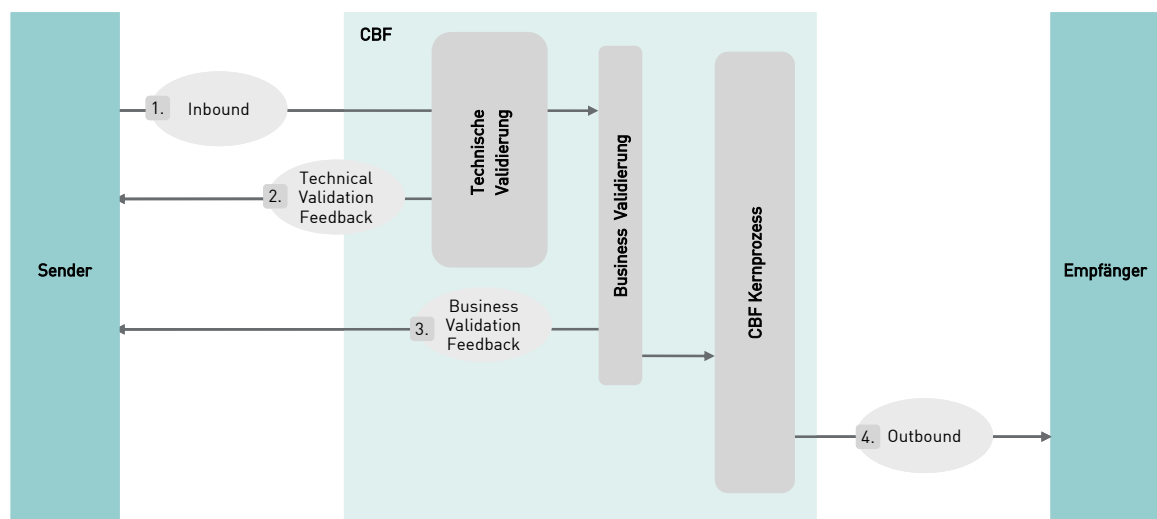 CBF
1. Inbound
Technische
Validierung
2. Technical
Validation
Feedback
Business Validierung
CBF Kernprozess
Sender
Empfänger
3. Business
Validation
Feedback
4. Outbound